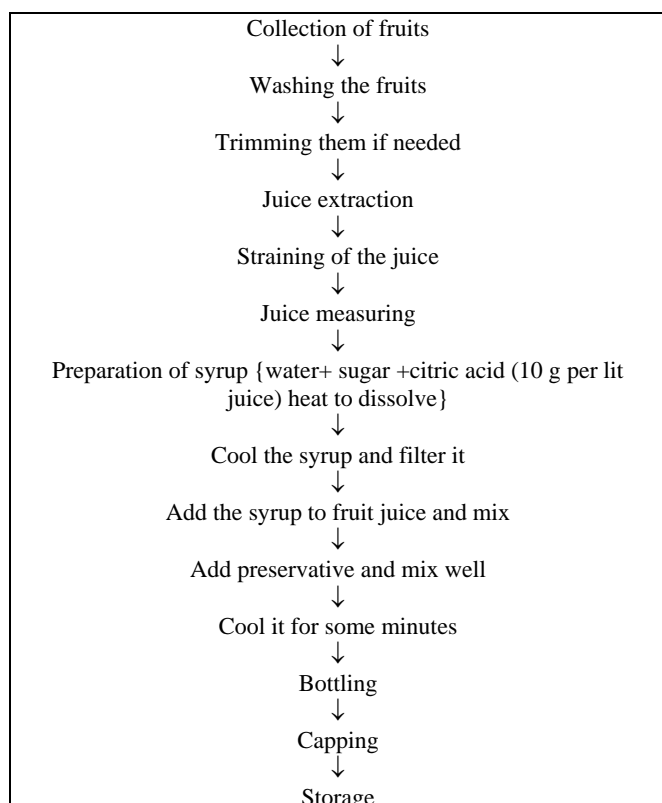 Collection of fruits
↓
Washing the fruits
↓
Trimming them if needed
↓
Juice extraction
↓
Straining of the juice
↓
Juice measuring
↓
Preparation of syrup {water+ sugar +citric acid (10 g per lit
juice) heat to dissolve}
↓
Cool the syrup and filter it
↓
Add the syrup to fruit juice and mix
↓
Add preservative and mix well
↓
Cool it for some minutes
↓
Bottling
↓
Capping
↓
Storage